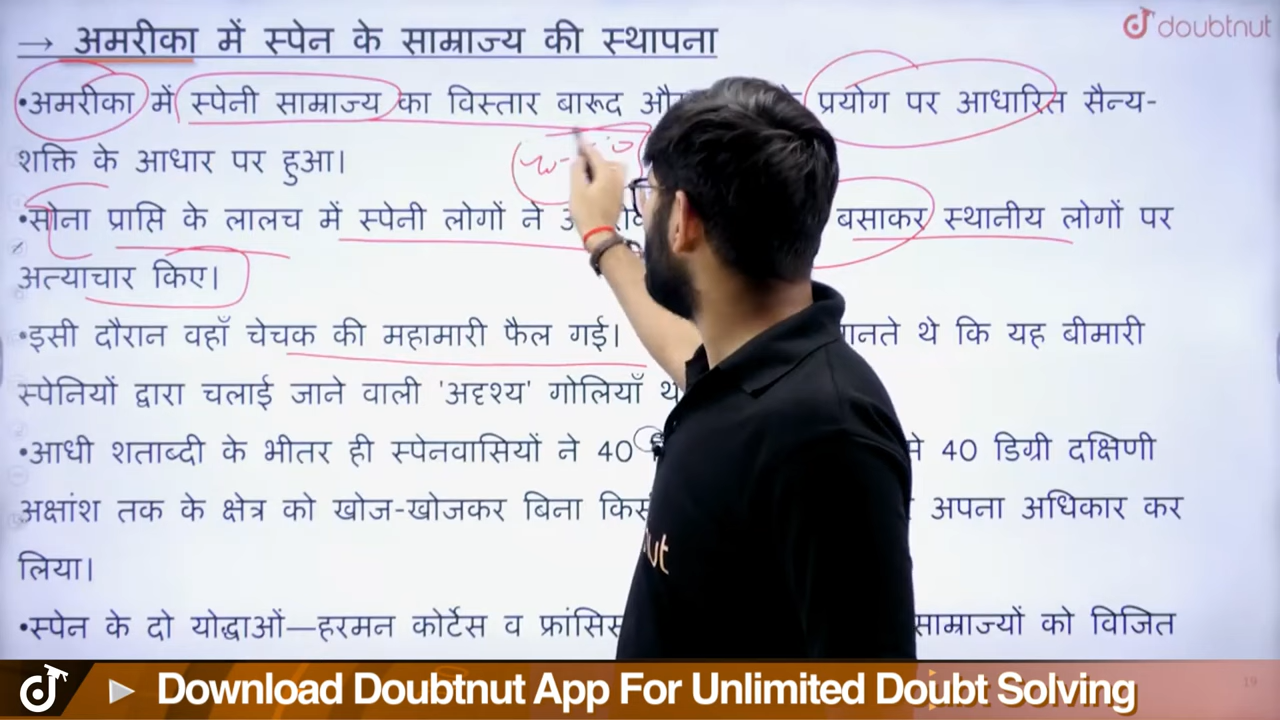 → अमरीका में स्पेन के साम्राज्य की स्थापना
doubtnut
•अमरीका में स्पेनी साम्राज्य का विस्तार बारूद प्रयोग पर आधारित सैन्य-
शक्ति के आधार पर हुआ।
•सोना प्राप्ति के लालच में स्पेनी लोगों ने बसाकर स्थानीय लोगों पर
अत्याचार किए।
•इसी दौरान वहाँ चेचक की महामारी फैल गई। थे कि यह बीमारी
स्पेनियों द्वारा चलाई जाने वाली 'अदृश्य' गोलियाँ
•आधी शताब्दी के भीतर ही स्पेनवासियों ने 40 40 डिग्री दक्षिणी
अक्षांश तक के क्षेत्र को खोज-खोजकर बिना अपना अधिकार कर
लिया।
•स्पेन के दो योद्धाओं—हरमन कोर्टेस व साम्राज्यों को विजित
Download Doubtnut App For Unlimited Doubt Solving
19